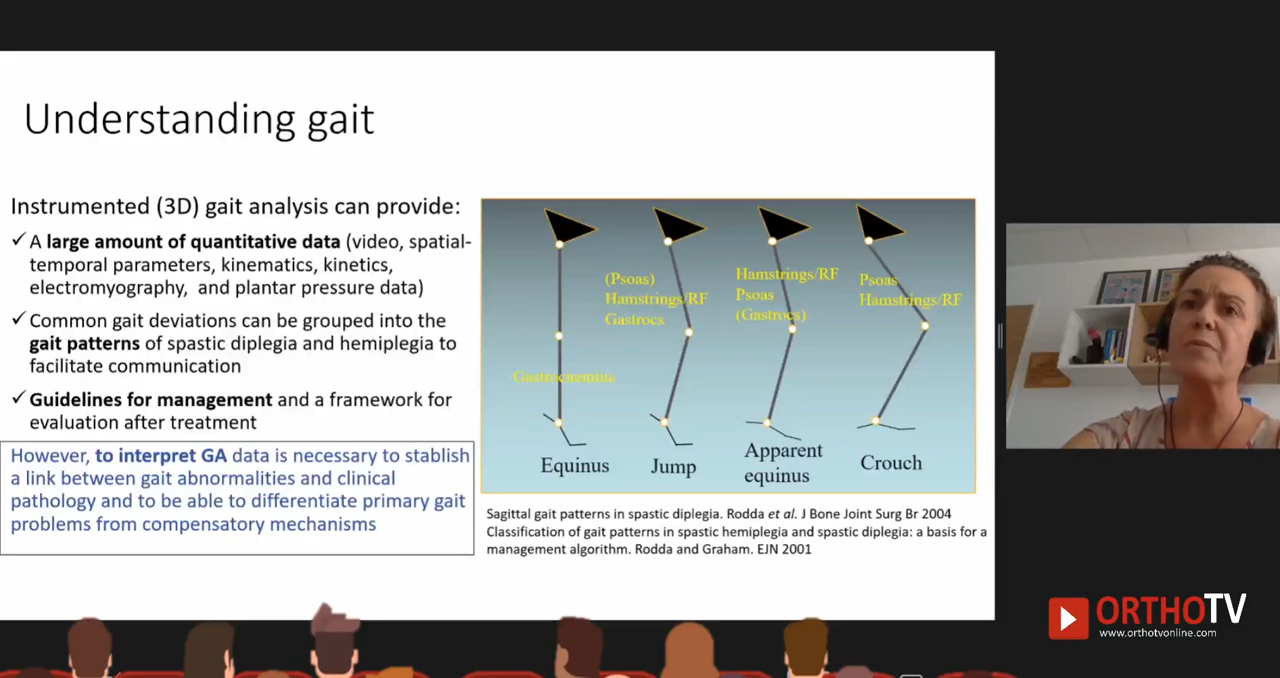 Understanding gait
Instrumented (3D) gait analysis can provide:
✓ A large amount of quantitative data (video, spatial-
temporal parameters, kinematics, kinetics,
electromyography, and plantar pressure data)
✓ Common gait deviations can be grouped into the
gait patterns of spastic diplegia and hemiplegia to
facilitate communication
✓ Guidelines for management and a framework for
evaluation after treatment
However, to interpret GA data is necessary to stablish
a link between gait abnormalities and clinical
pathology and to be able to differentiate primary gait
problems from compensatory mechanisms
Gastrocnemius
Equinus
(Psoas)
Hamstrings/RF
Gastrocs
Jump
Hamstrings/RF
Psoas
(Gastrocs)
Apparent
equinus
Psoas
Hamstrings/RF
Crouch
Sagittal gait patterns in spastic diplegia. Rodda et al. J Bone Joint Surg Br 2004
Classification of gait patterns in spastic hemiplegia and spastic diplegia: a basis for a
management algorithm. Rodda and Graham. EJN 2001
ORTHOTV
www.orthotvonline.com